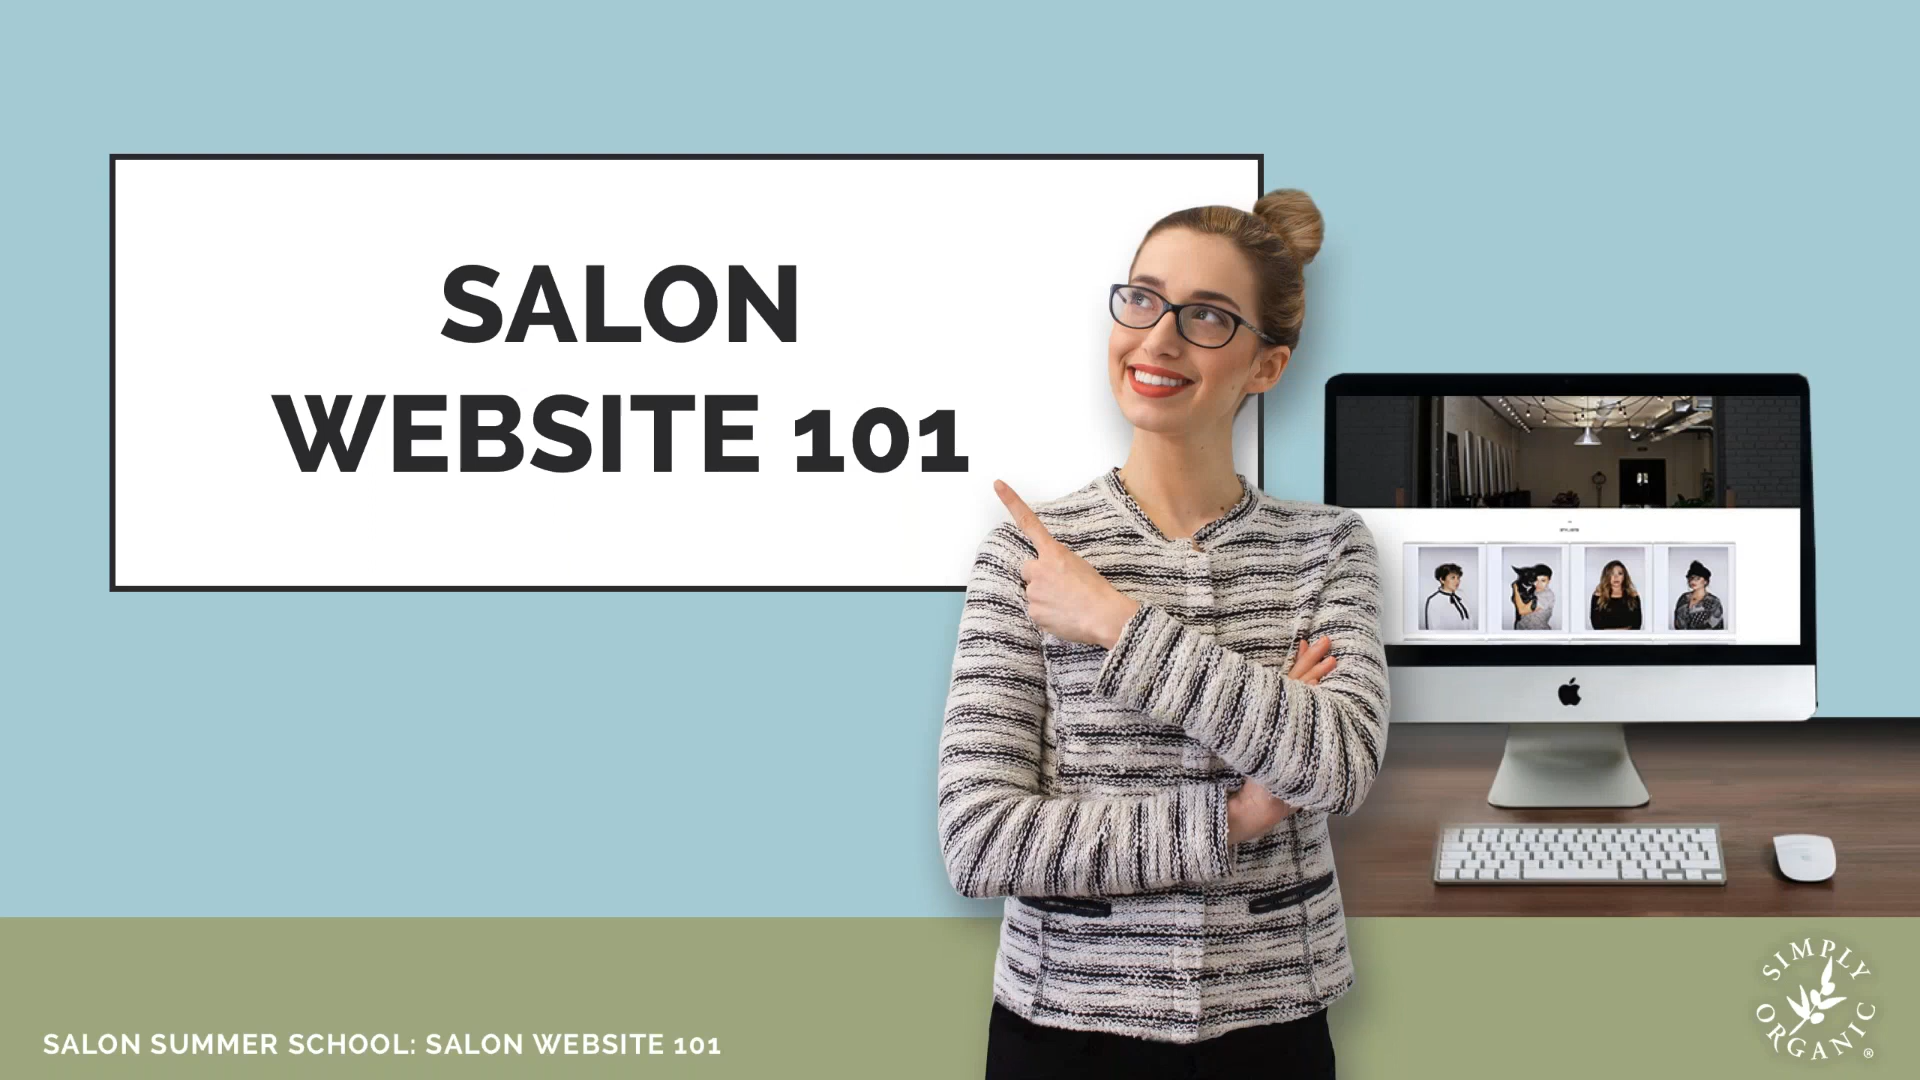 SALON
WEBSITE 101
SALON SUMMER SCHOOL: SALON WEBSITE 101
SIMPLY
ORGANIC
®